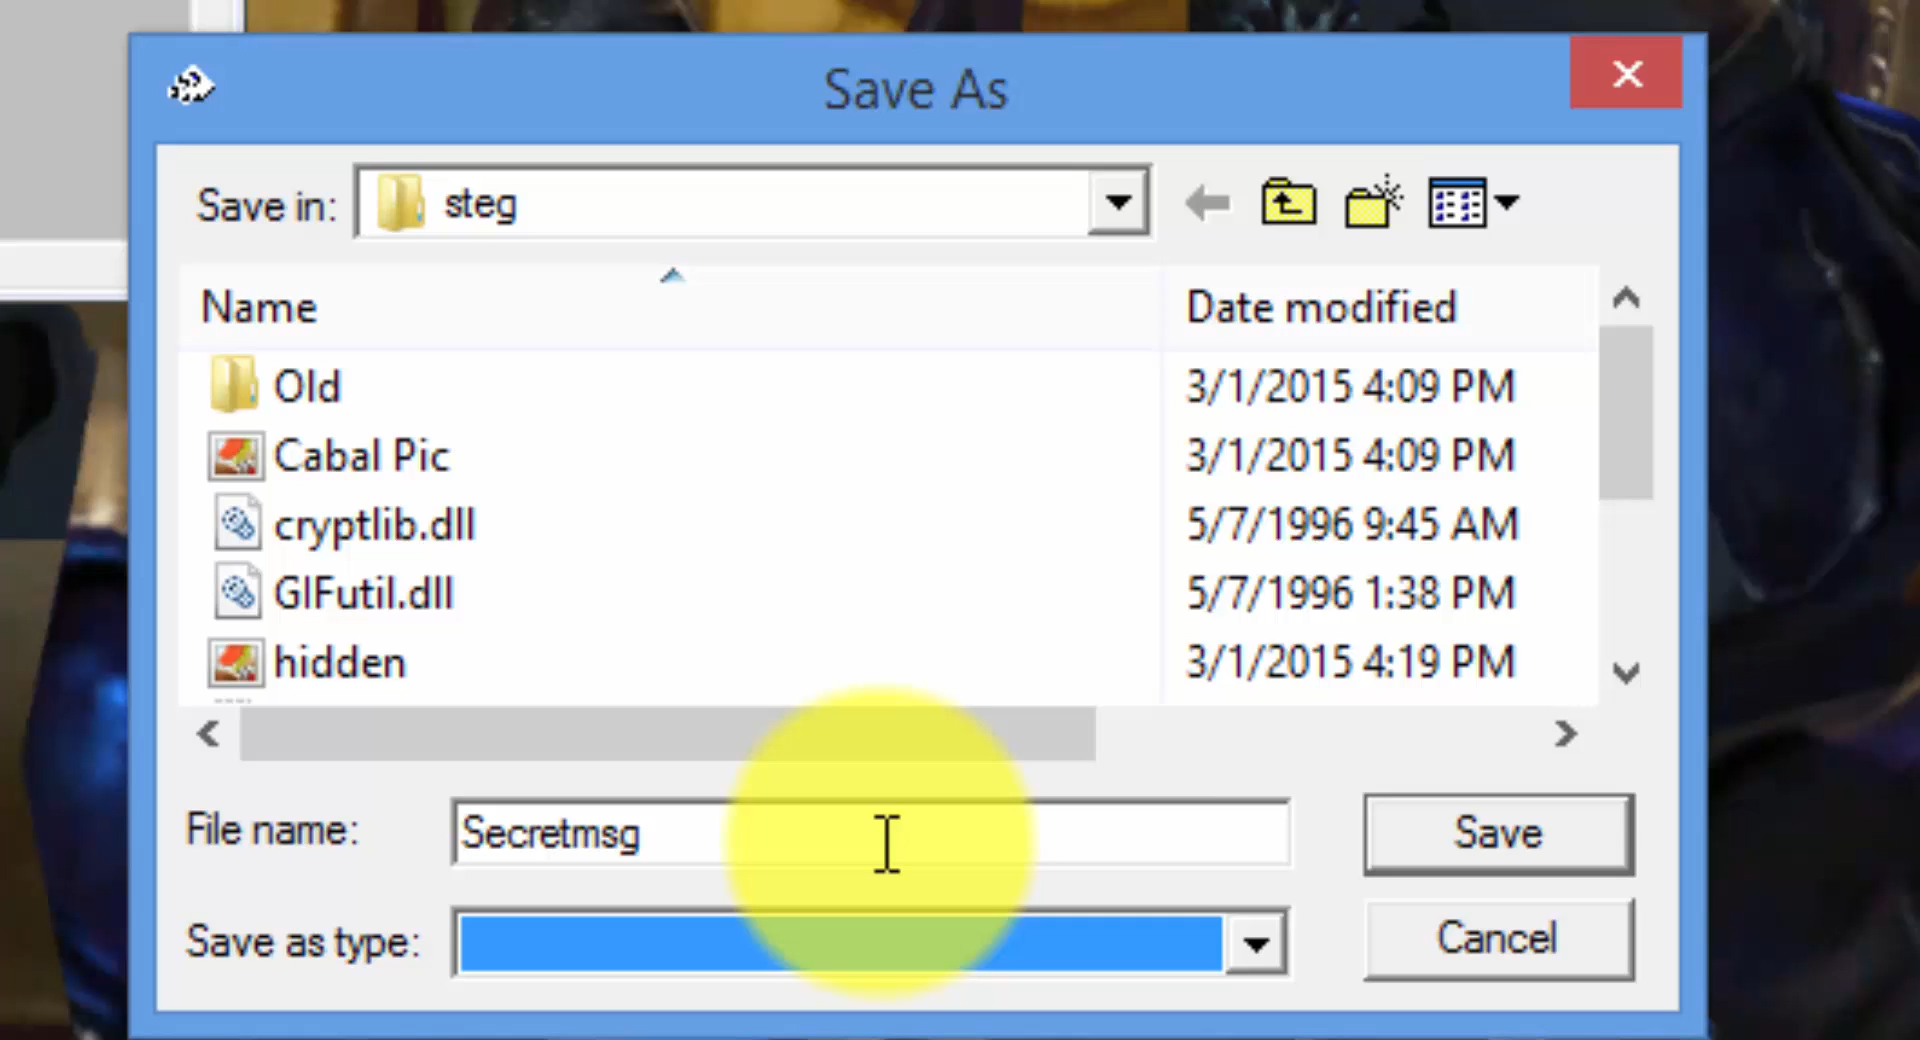 Save As
Save in: steg
Name Date modified
Old 3/1/2015 4:09 PM
Cabal Pic 3/1/2015 4:09 PM
cryptlib.dll 5/7/1996 9:45 AM
GIFutil.dll 5/7/1996 1:38 PM
hidden 3/1/2015 4:19 PM
File name: Secretmsg Save
Save as type: Cancel